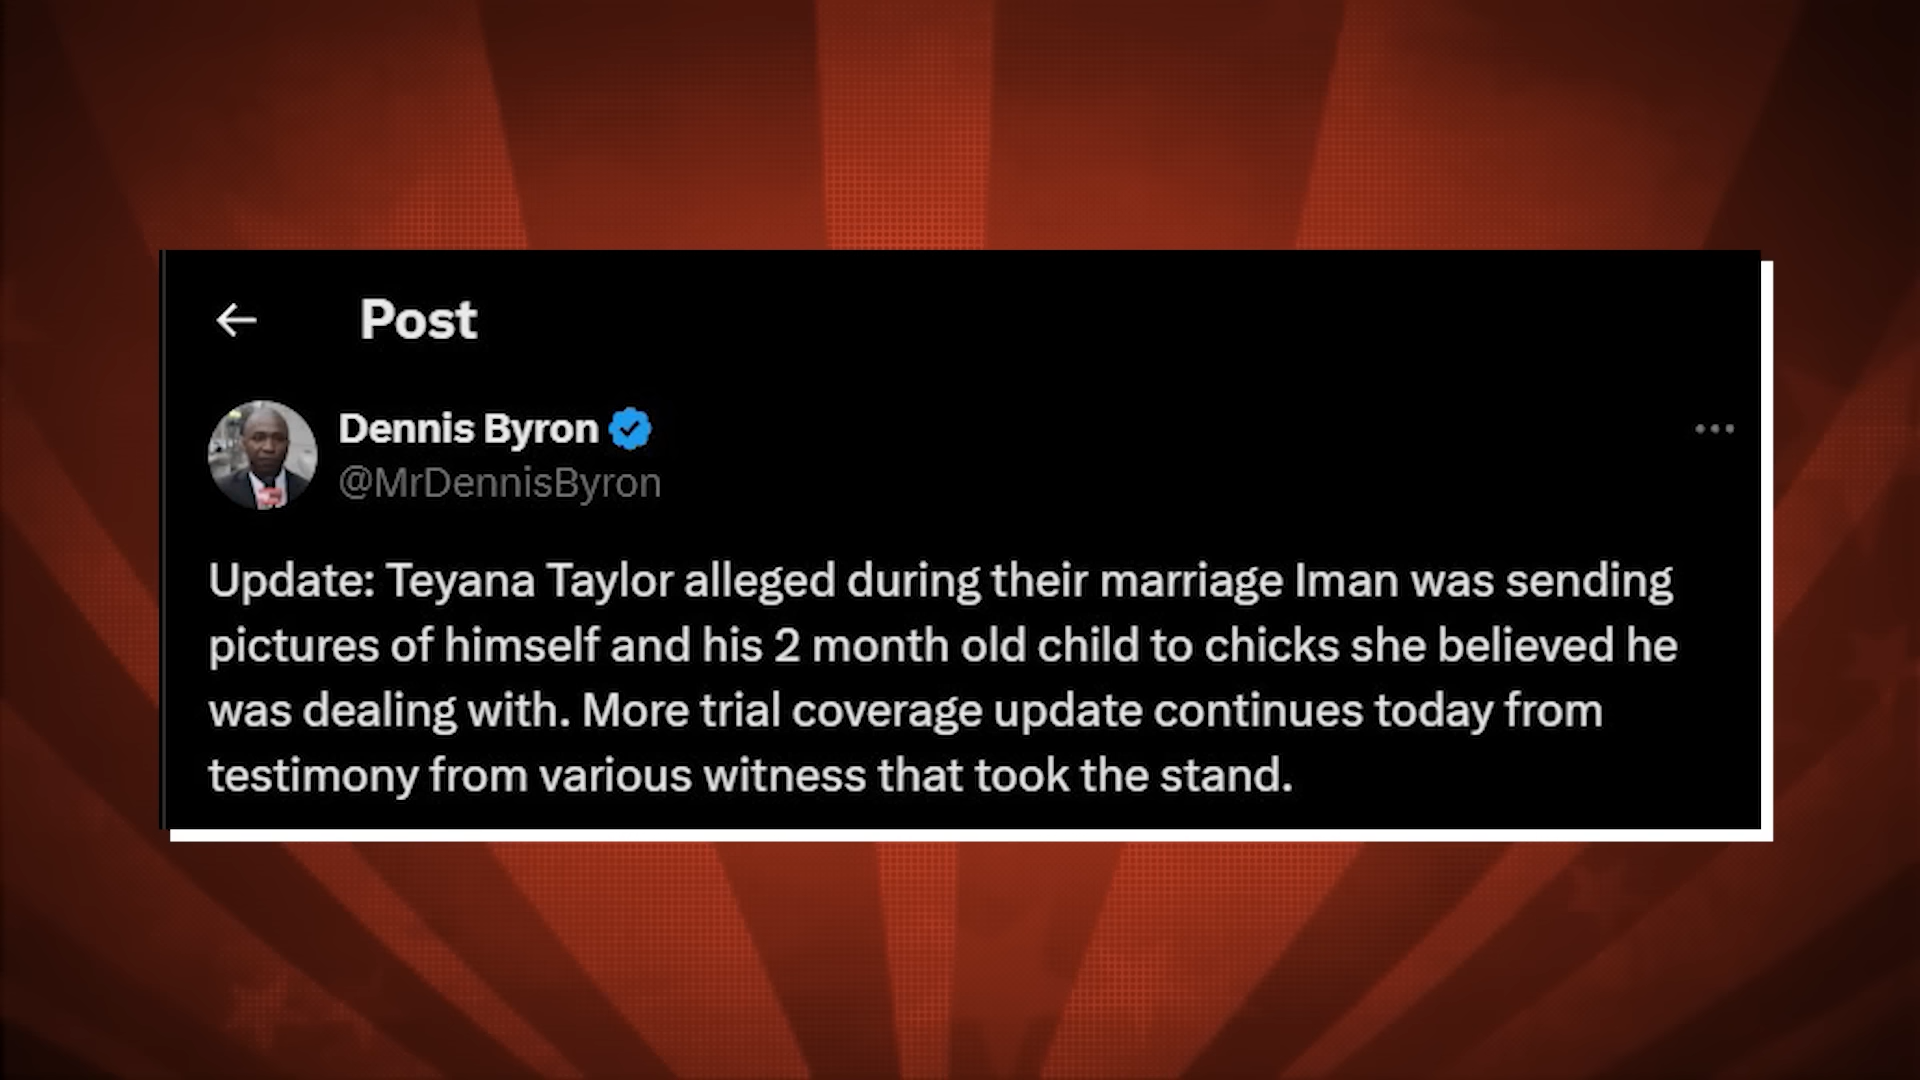 Post
Dennis Byron
@MrDennisByron
Update: Teyana Taylor alleged during their marriage Iman was sending
pictures of himself and his 2 month old child to chicks she believed he
was dealing with. More trial coverage update continues today from
testimony from various witness that took the stand.